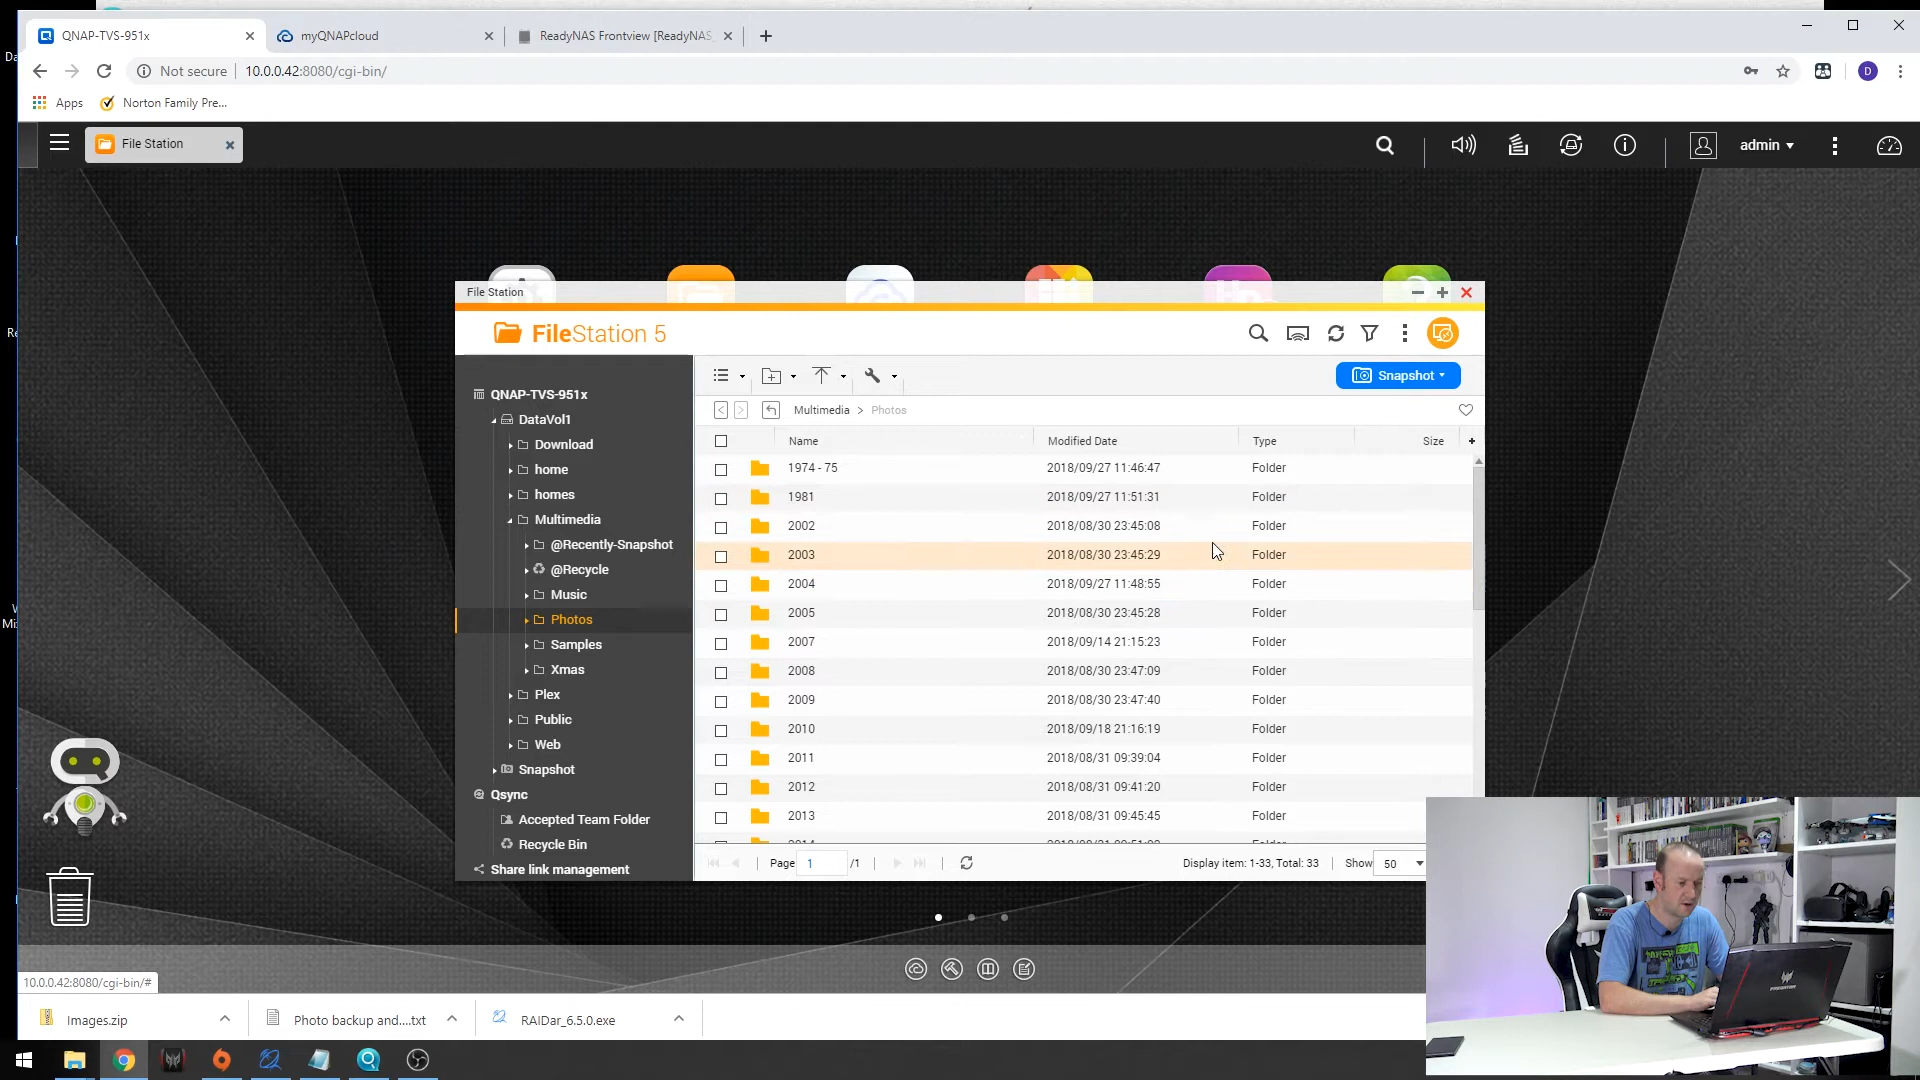 QNAP-TVS-951x
myQNAPcloud
ReadyNAS Frontview [ReadyNAS_
Not secure
10.0.0.42:8080/cgi-bin/
D
Apps
Norton Family Pre...
File Station
admin
File Station
FileStation 5
Snapshot
Multimedia > Photos
Name Modified Date Type Size
1974 - 75 2018/09/27 11:46:47 Folder
1981 2018/09/27 11:51:31 Folder
2002 2018/08/30 23:45:08 Folder
2003 2018/08/30 23:45:29 Folder
2004 2018/09/27 11:48:55 Folder
2005 2018/08/30 23:45:28 Folder
2007 2018/09/14 21:15:23 Folder
2008 2018/08/30 23:47:09 Folder
2009 2018/08/30 23:47:40 Folder
2010 2018/09/18 21:16:19 Folder
2011 2018/08/31 09:39:04 Folder
2012 2018/08/31 09:41:20 Folder
2013 2018/08/31 09:45:45 Folder
QNAP-TVS-951x
DataVol1
Download
home
homes
Multimedia
@Recently-Snapshot
@Recycle
Music
Photos
Samples
Xmas
Plex
Public
Web
Snapshot
Qsync
Accepted Team Folder
Recycle Bin
Share link management
Page 1 /1
Display item: 1-33, Total: 33
Show 50
10.0.0.42:8080/cgi-bin/#
Images.zip
Photo backup and....txt
RAIDar_6.5.0.exe
PREDATOR